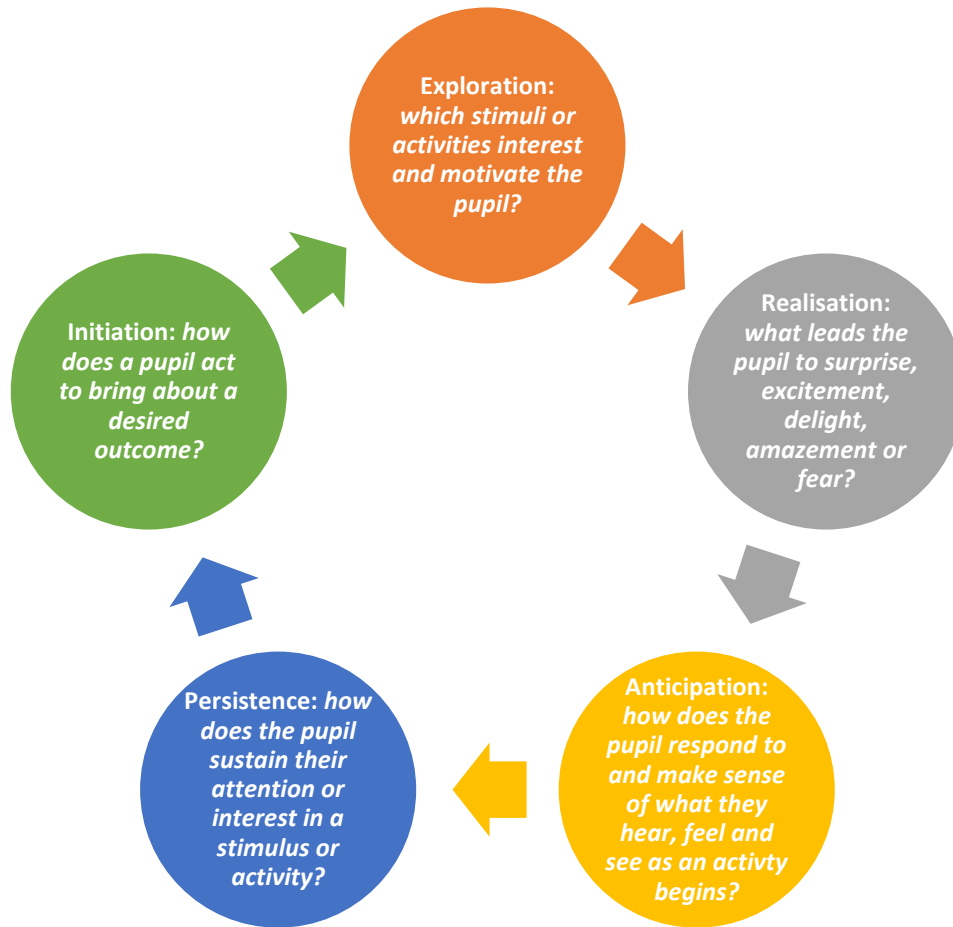 Exploration:
which stimuli or
activities interest
and motivate the
pupil?
Realisation:
what leads the
pupil to surprise,
excitement,
delight,
amazement or
fear?
Anticipation:
how does the
pupil respond to
and make sense
of what they
hear, feel and
see as an activty
begins?
Persistence: how
does the pupil
sustain their
attention or
interest in a
stimulus or
activity?
Initiation: how
does a pupil act
to bring about a
desired
outcome?